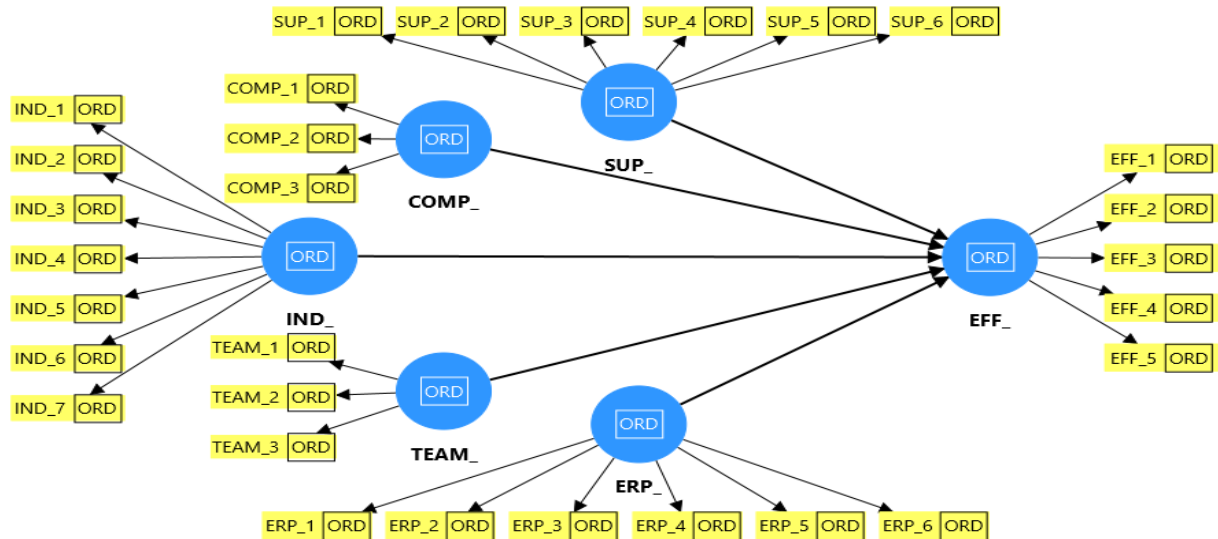 SUP_1 ORD SUP_2 ORD SUP_3 ORD SUP_4 ORD SUP_5 ORD SUP_6 ORD
COMP_1 ORD
COMP_2 ORD
COMP_3 ORD
ORD
COMP_
ORD
SUP_
IND_1 ORD
IND_2 ORD
IND_3 ORD
IND_4 ORD
IND_5 ORD
IND_6 ORD
IND_7 ORD
ORD
IND_
EFF_1 ORD
EFF_2 ORD
EFF_3 ORD
EFF_4 ORD
EFF_5 ORD
ORD
EFF_
TEAM_1 ORD
TEAM_2 ORD
TEAM_3 ORD
ORD
TEAM_
ORD
ERP_
ERP_1 ORD ERP_2 ORD ERP_3 ORD ERP_4 ORD ERP_5 ORD ERP_6 ORD